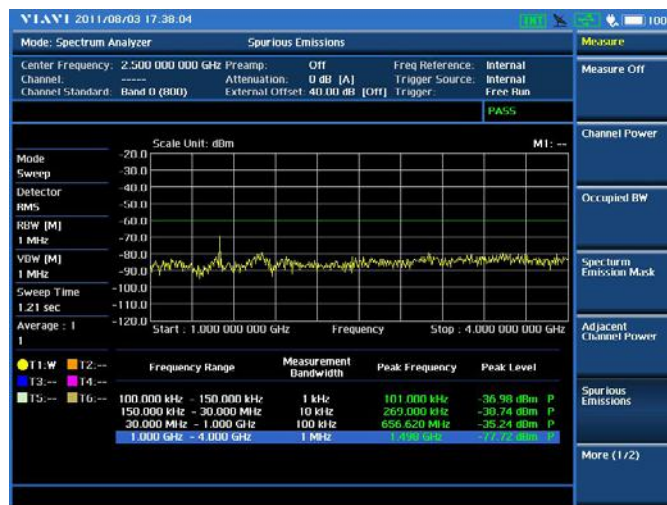 VIAVI 2011/08/03 17:38:04 INT 100
Mode: Spectrum Analyzer Spurious Emissions Measure
Center Frequency: 2.500 000 000 GHz Preamp: Off Freq Reference: Internal
Channel: ----- Attenuation: 0 dB [A] Trigger Source: Internal
Channel Standard: Band 0 (800) External Offset: 40.00 dB [Off] Trigger: Free Run
PASS
Measure Off
Channel Power
Occupied BW
Specturm
Emission Mask
Adjacent
Channel Power
Spurious
Emissions
More (1/2)
Scale Unit: dBm M1: --
Mode
Sweep
Detector
RMS
RBW [M]
1 MHz
VBW [M]
1 MHz
Sweep Time
1.21 sec
Average : 1
1
T1:W T2:--
T3:-- T4:--
T5:-- T6:--
-20.0
-30.0
-40.0
-50.0
-60.0
-70.0
-80.0
-90.0
-100.0
-110.0
-120.0
Start : 1.000 000 000 GHz Frequency Stop : 4.000 000 000 GHz
Frequency Range Measurement Bandwidth Peak Frequency Peak Level
100.000 kHz - 150.000 kHz 1 kHz 101.000 kHz -36.98 dBm P
150.000 kHz - 30.000 MHz 10 kHz 269.000 kHz -38.74 dBm P
30.000 MHz - 1.000 GHz 100 kHz 656.620 MHz -35.24 dBm P
1.000 GHz - 4.000 GHz 1 MHz 1.498 GHz -77.72 dBm P